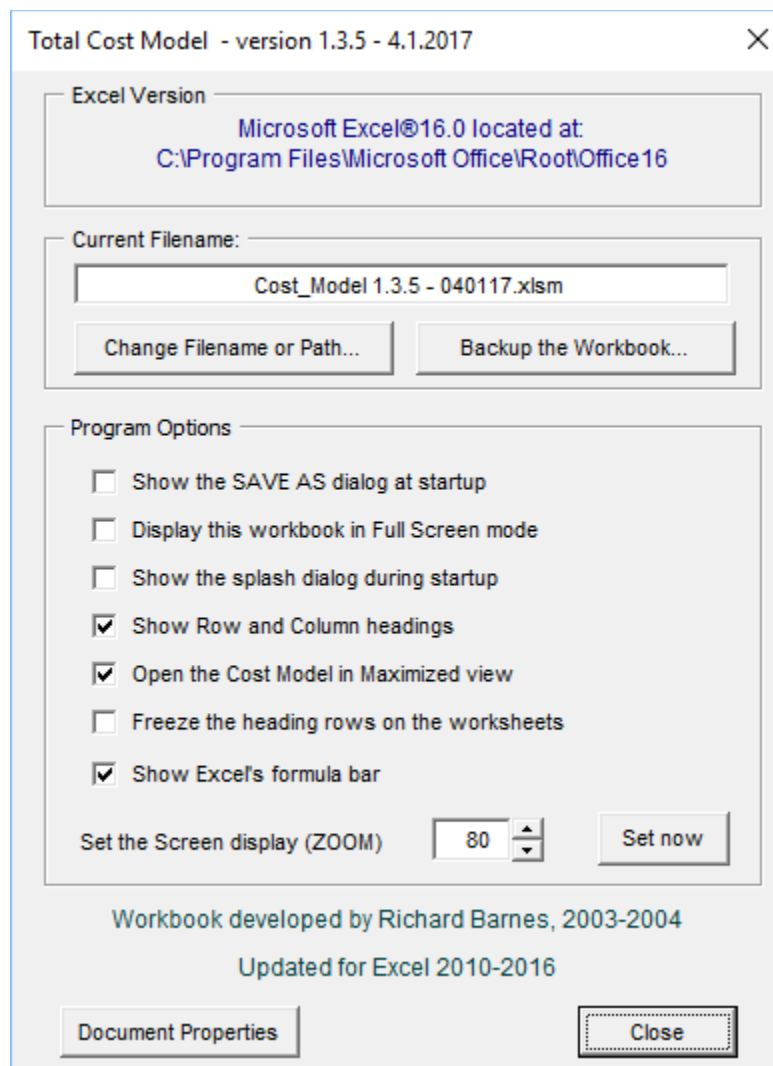 Total Cost Model - version 1.3.5 - 4.1.2017
Excel Version
Microsoft Excel®16.0 located at:
C:\Program Files\Microsoft Office\Root\Office16
Current Filename:
Cost_Model 1.3.5 - 040117.xlsm
Change Filename or Path...
Backup the Workbook...
Program Options
Show the SAVE AS dialog at startup
Display this workbook in Full Screen mode
Show the splash dialog during startup
Show Row and Column headings
Open the Cost Model in Maximized view
Freeze the heading rows on the worksheets
Show Excel's formula bar
Set the Screen display (ZOOM)
80
Set now
Workbook developed by Richard Barnes, 2003-2004
Updated for Excel 2010-2016
Document Properties
Close